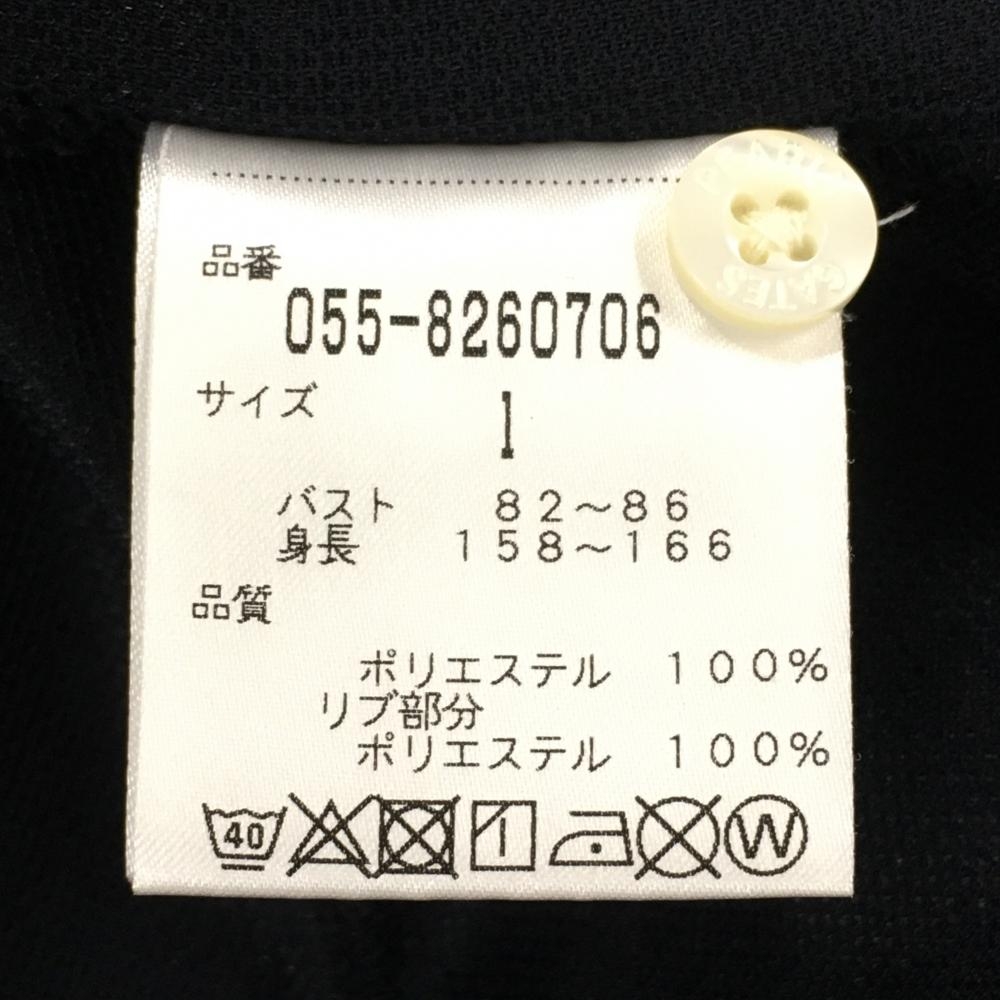 品番
055-8260706
サイズ
1
バスト 82~86
身長 158~166
品質
ポリエステル 100%
リブ部分
ポリエステル 100%
40
W
PEARLY
GATES